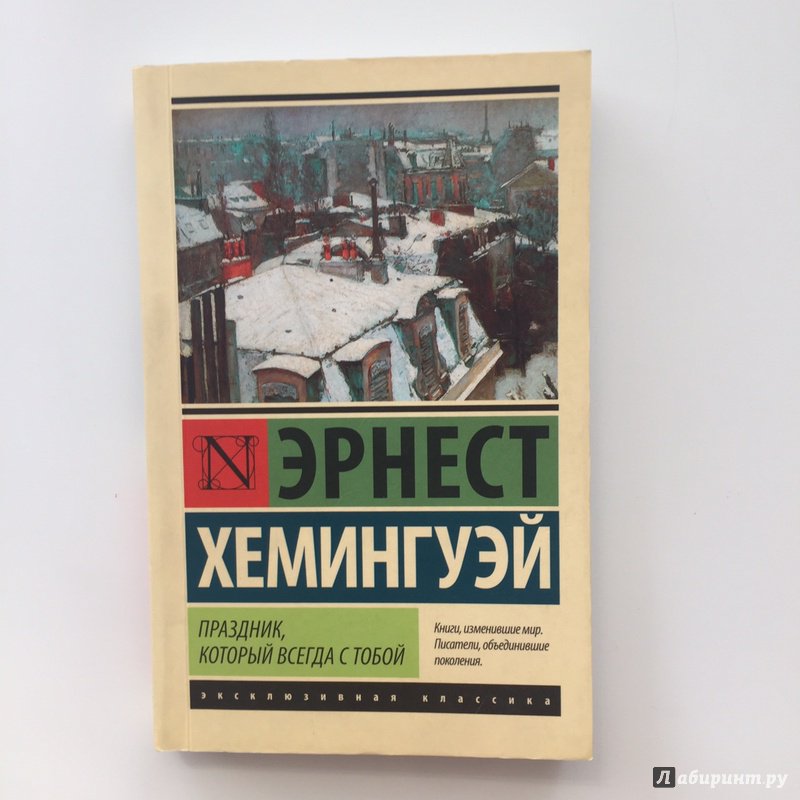 N
ЭРНЕСТ
ХЕМИНГУЭЙ
ПРАЗДНИК,
КОТОРЫЙ ВСЕГДА С ТОБОЙ
Книги, изменившие мир.
Писатели, объединившие
поколения.
эксклюзивная классика
Лабиринт.ру